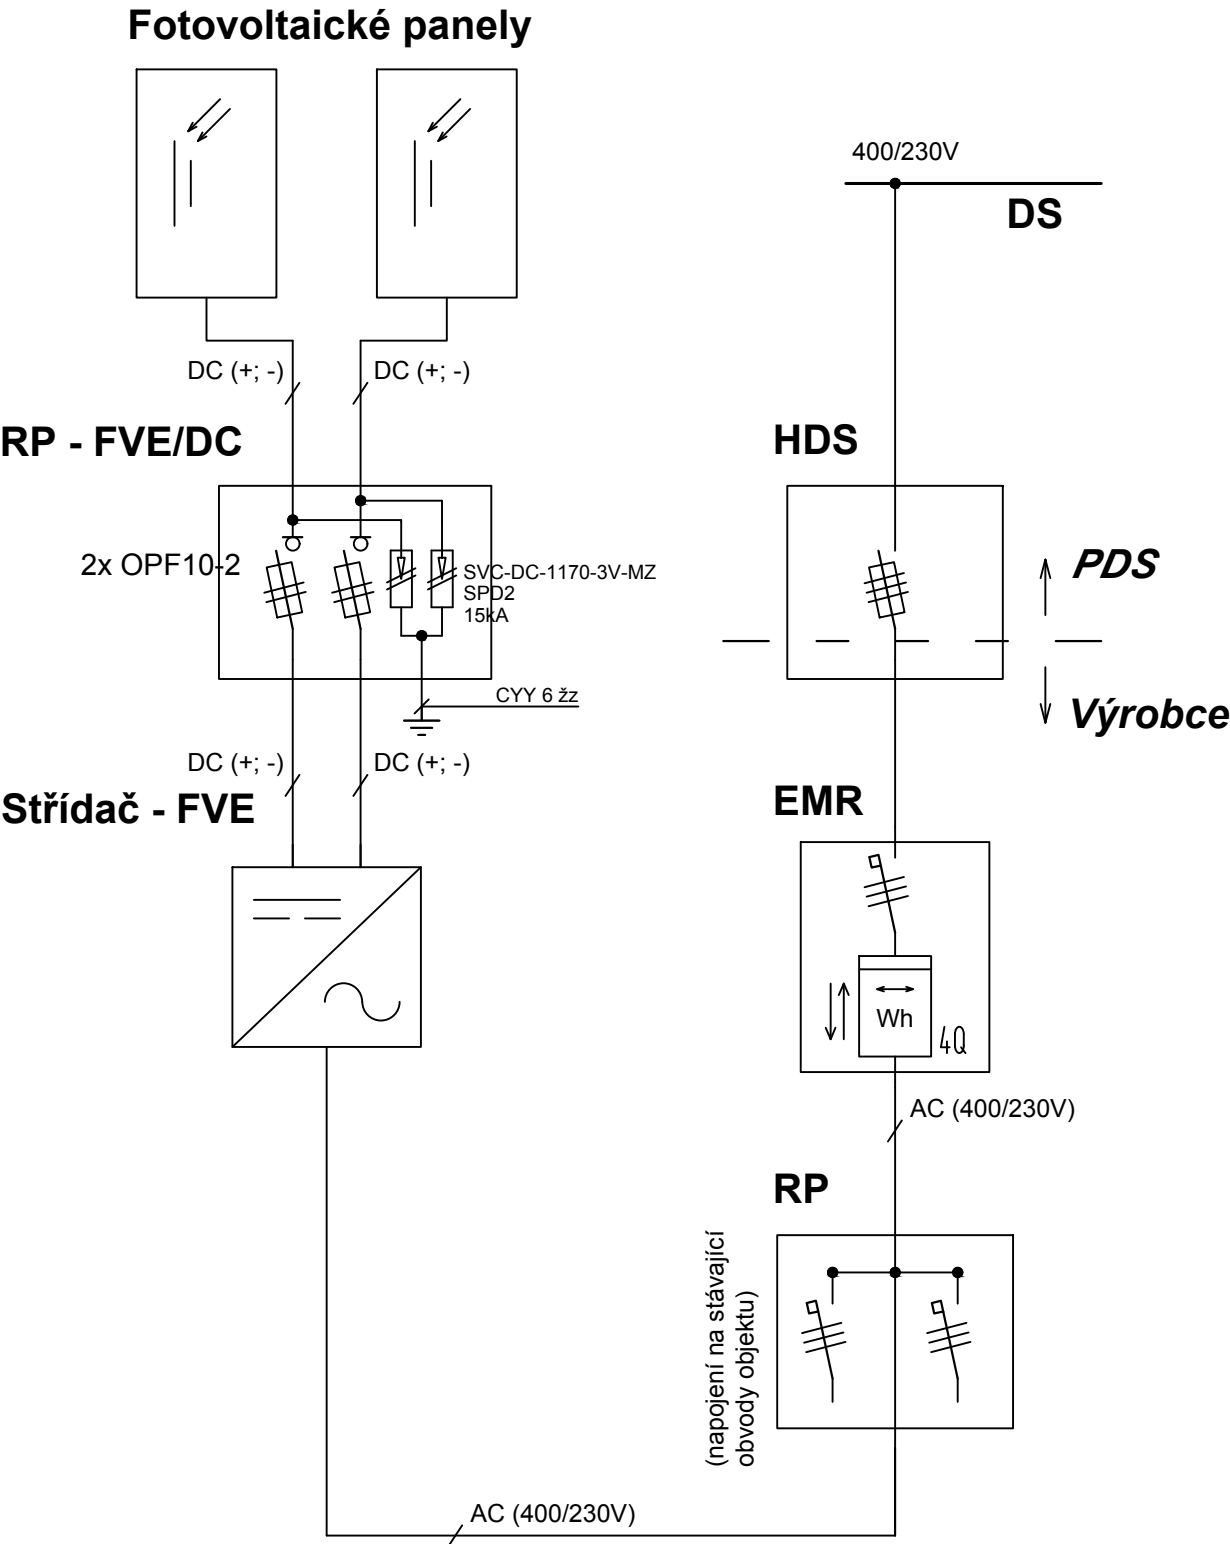 Fotovoltaické panely
400/230V
DS
DC (+; -)
DC (+; -)
RP - FVE/DC
HDS
2x OPF10-2
SVC-DC-1170-3V-MZ
SPD2
15kA
PDS
CYY 6 žz
Výrobce
DC (+; -)
DC (+; -)
Střídač - FVE
EMR
Wh
4Q
AC (400/230V)
RP
(napojení na stávající
obvody objektu)
AC (400/230V)